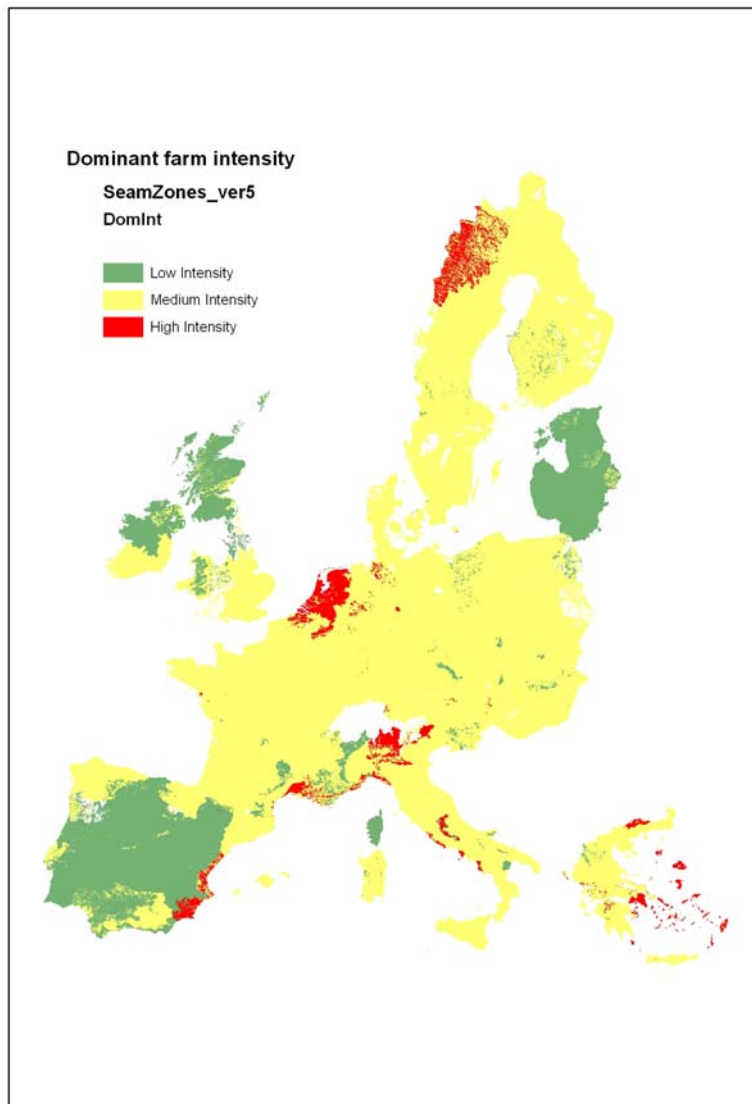 Dominant farm intensity
SeamZones_ver5
DomInt
Low Intensity
Medium Intensity
High Intensity